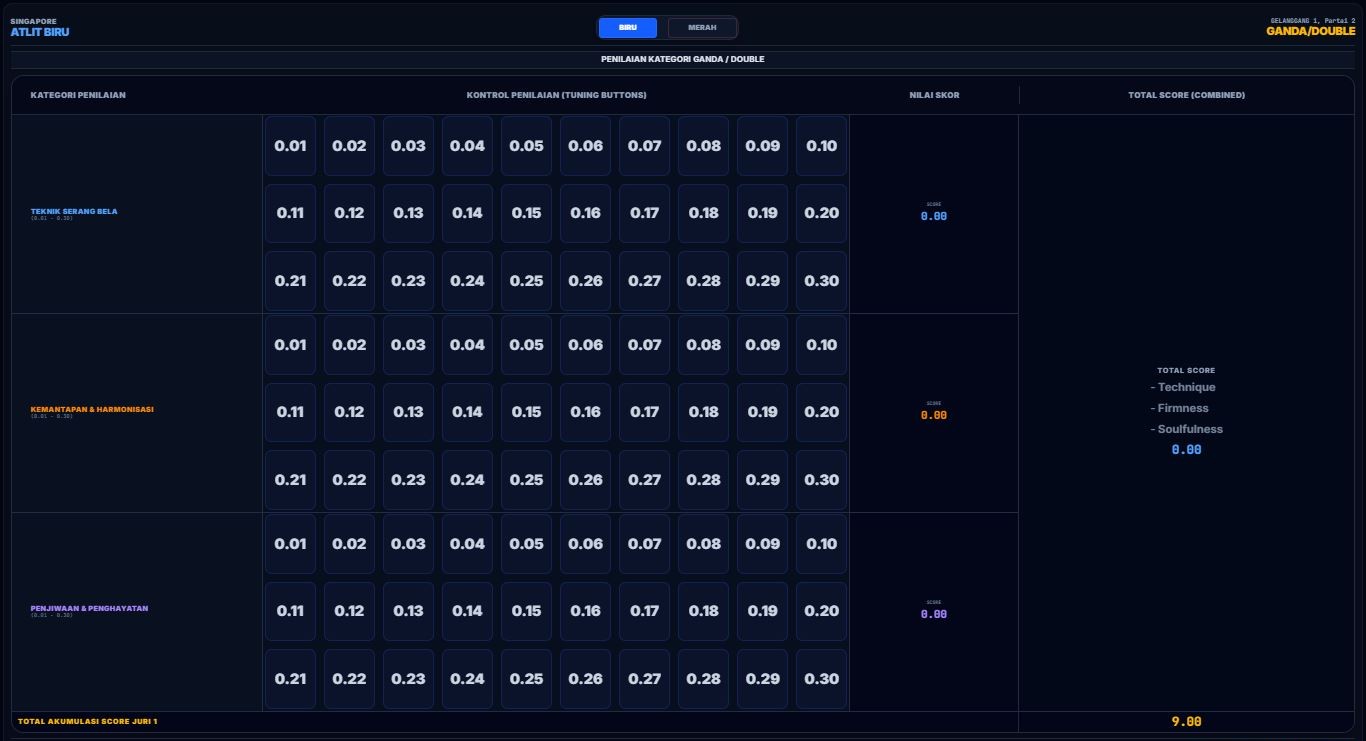 SINGAPORE
ATLIT BIRU
BIRU MERAH
GELANGGANG 1, Partai 2
GANDA/DOUBLE
PENILAIAN KATEGORI GANDA / DOUBLE
KATEGORI PENILAIAN KONTROL PENILAIAN (TUNING BUTTONS) NILAI SKOR TOTAL SCORE (COMBINED)
0.01 0.02 0.03 0.04 0.05 0.06 0.07 0.08 0.09 0.10
TEKNIK SERANG BELA
(0.01 - 0.30)
0.11 0.12 0.13 0.14 0.15 0.16 0.17 0.18 0.19 0.20
SCORE
0.00
0.21 0.22 0.23 0.24 0.25 0.26 0.27 0.28 0.29 0.30
0.01 0.02 0.03 0.04 0.05 0.06 0.07 0.08 0.09 0.10
KEMANTAPAN & HARMONISASI
(0.01 - 0.30)
0.11 0.12 0.13 0.14 0.15 0.16 0.17 0.18 0.19 0.20
SCORE
0.00
0.21 0.22 0.23 0.24 0.25 0.26 0.27 0.28 0.29 0.30
0.01 0.02 0.03 0.04 0.05 0.06 0.07 0.08 0.09 0.10
PENJIWAAN & PENGHAYATAN
(0.01 - 0.30)
0.11 0.12 0.13 0.14 0.15 0.16 0.17 0.18 0.19 0.20
SCORE
0.00
0.21 0.22 0.23 0.24 0.25 0.26 0.27 0.28 0.29 0.30
TOTAL SCORE
- Technique
- Firmness
- Soulfulness
0.00
TOTAL AKUMULASI SCORE JURI 1 9.00